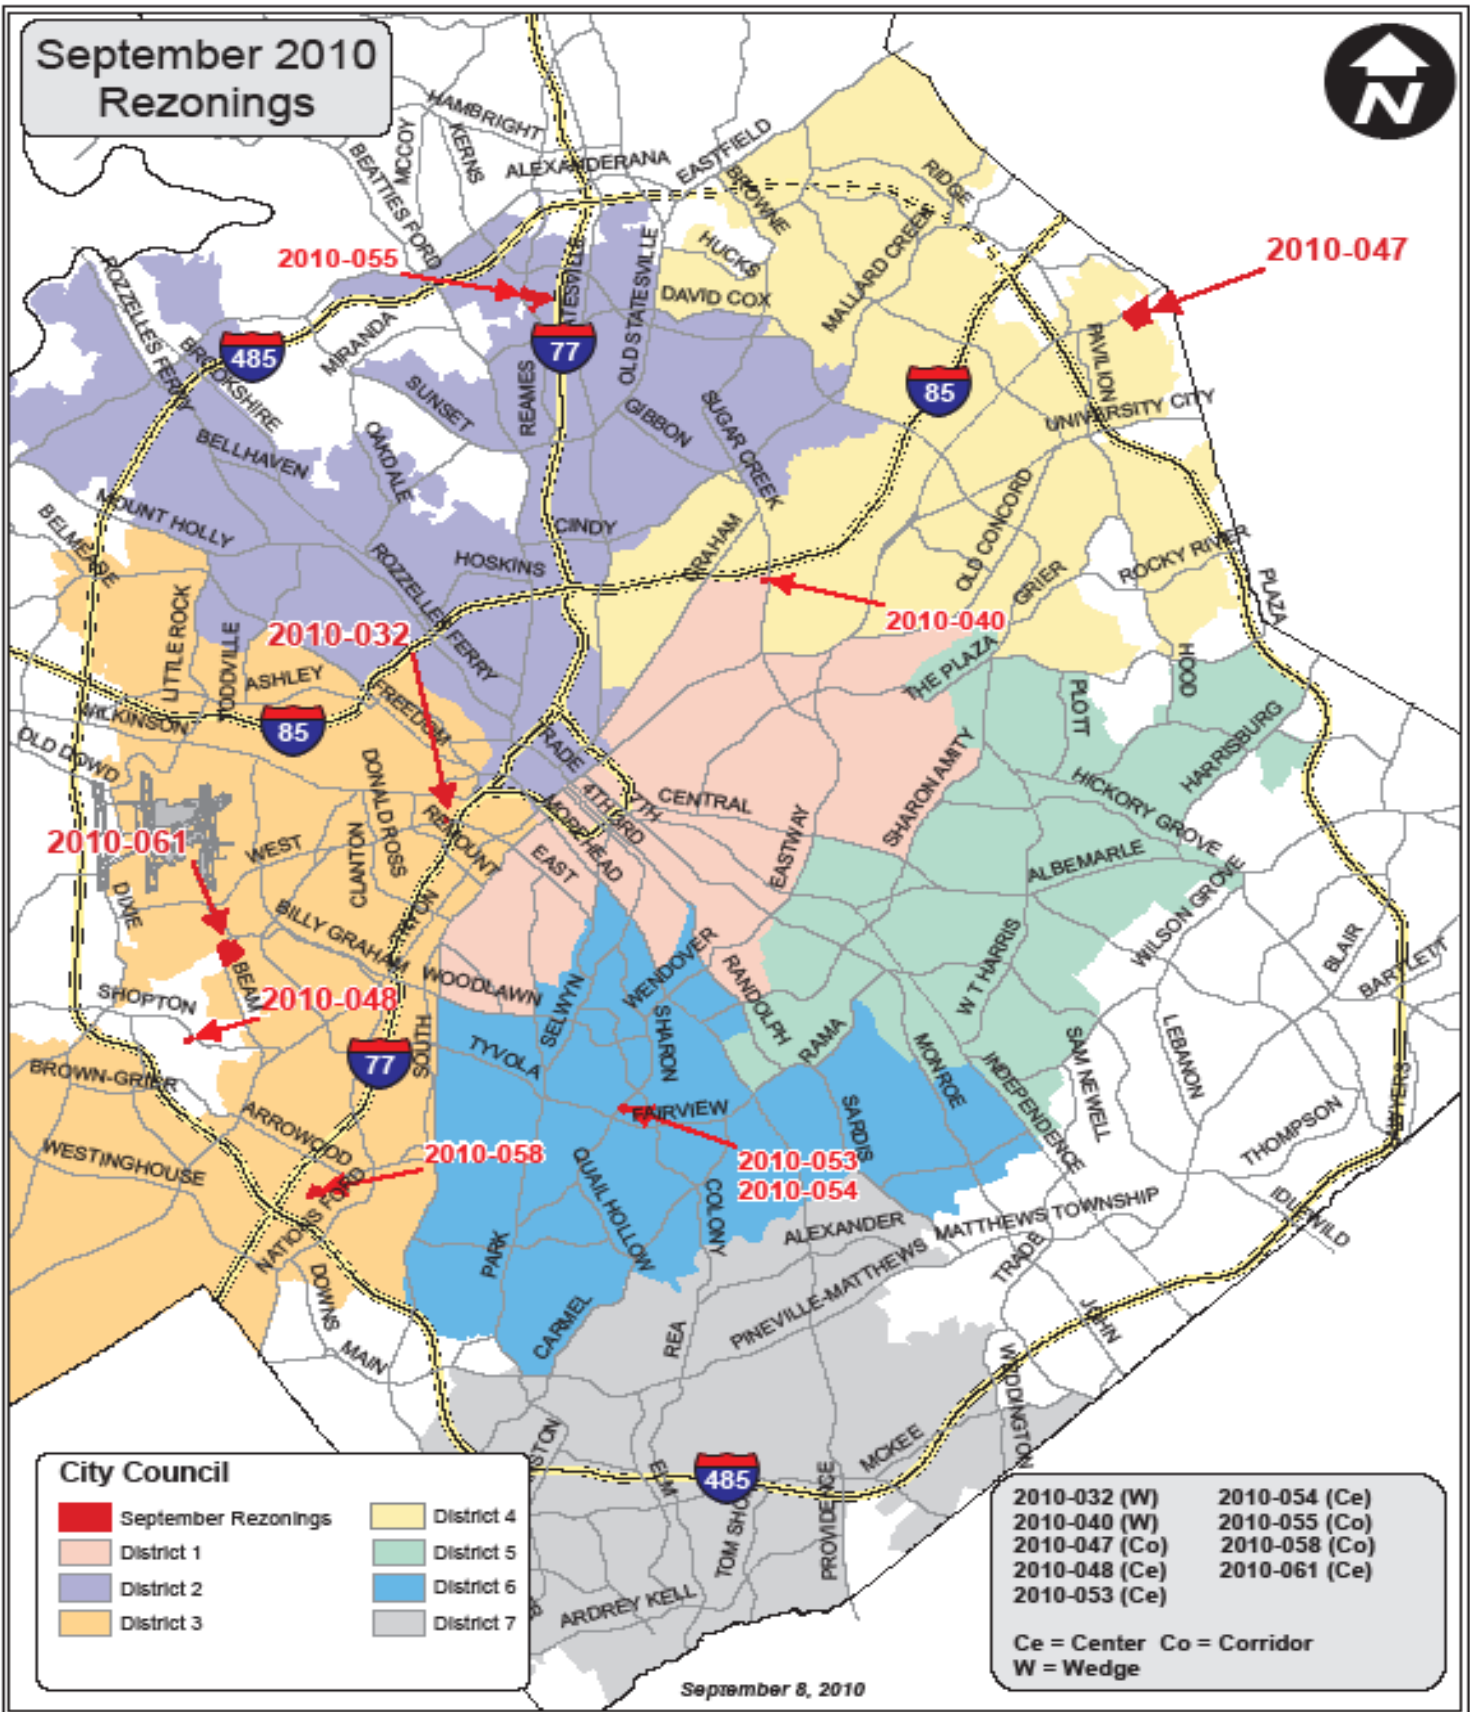 September 2010
Rezonings
N
HAMBRIGHT
MCCOY
KERNS
BEATTIES FORD
ALEXANDERANA
EASTFIELD
BROWNE
RIDGE
HUCKS
MALLARD CREEK
2010-055
2010-047
ROZZELLES FERRY
STATESVILLE
OLD STATESVILLE
DAVID COX
PAVILION
485
77
85
MIRANDA
BROOKSHIRE
SUNSET
REAMES
GIBBON
SUGAR CREEK
UNIVERSITY CITY
BELLHAVEN
OAKDALE
MOUNT HOLLY
BELMEADE
CINDY
GRAHAM
OLD CONCORD
HOSKINS
ROZZELLES FERRY
GRIER
ROCKY RIVER
PLAZA
2010-040
2010-032
LITTLE ROCK
TODDVILLE
ASHLEY
FREEDOM
THE PLAZA
PLOTT
HOOD
WILKINSON
85
OLD DOWD
HARRISBURG
DONALD ROSS
CLANTON
REMOUNT
MOREHEAD
4TH
7TH
CENTRAL
SHARON AMITY
HICKORY GROVE
2010-061
WEST
EAST
EASTWAY
ALBEMARLE
WILSON GROVE
DIXIE
BILLY GRAHAM
WOODLAWN
WENDOVER
RANDOLPH
W T HARRIS
BLAIR
BARTLETT
BEAM
SHOPTON
2010-048
SELWYN
SHARON
RAMA
MONROE
INDEPENDENCE
SAM NEWELL
LEBANON
77
SOUTH
TYVOLA
BROWN-GRIER
ARROWOOD
FAIRVIEW
SARDIS
THOMPSON
WESTINGHOUSE
2010-058
2010-053
2010-054
QUAIL HOLLOW
COLONY
NATIONS FORD
PARK
ALEXANDER
MATTHEWS TOWNSHIP
IDLEWILD
TRADE
DOWNS
MAIN
CARMEL
REA
PINEVILLE-MATTHEWS
JOHN
WEDDINGTON
MCKEE
485
ELM
PROVIDENCE
ARDREY KELL
City Council
September Rezonings
District 1
District 2
District 3
District 4
District 5
District 6
District 7
2010-032 (W) 2010-054 (Ce)
2010-040 (W) 2010-055 (Co)
2010-047 (Co) 2010-058 (Co)
2010-048 (Ce) 2010-061 (Ce)
2010-053 (Ce)
Ce = Center Co = Corridor
W = Wedge
September 8, 2010